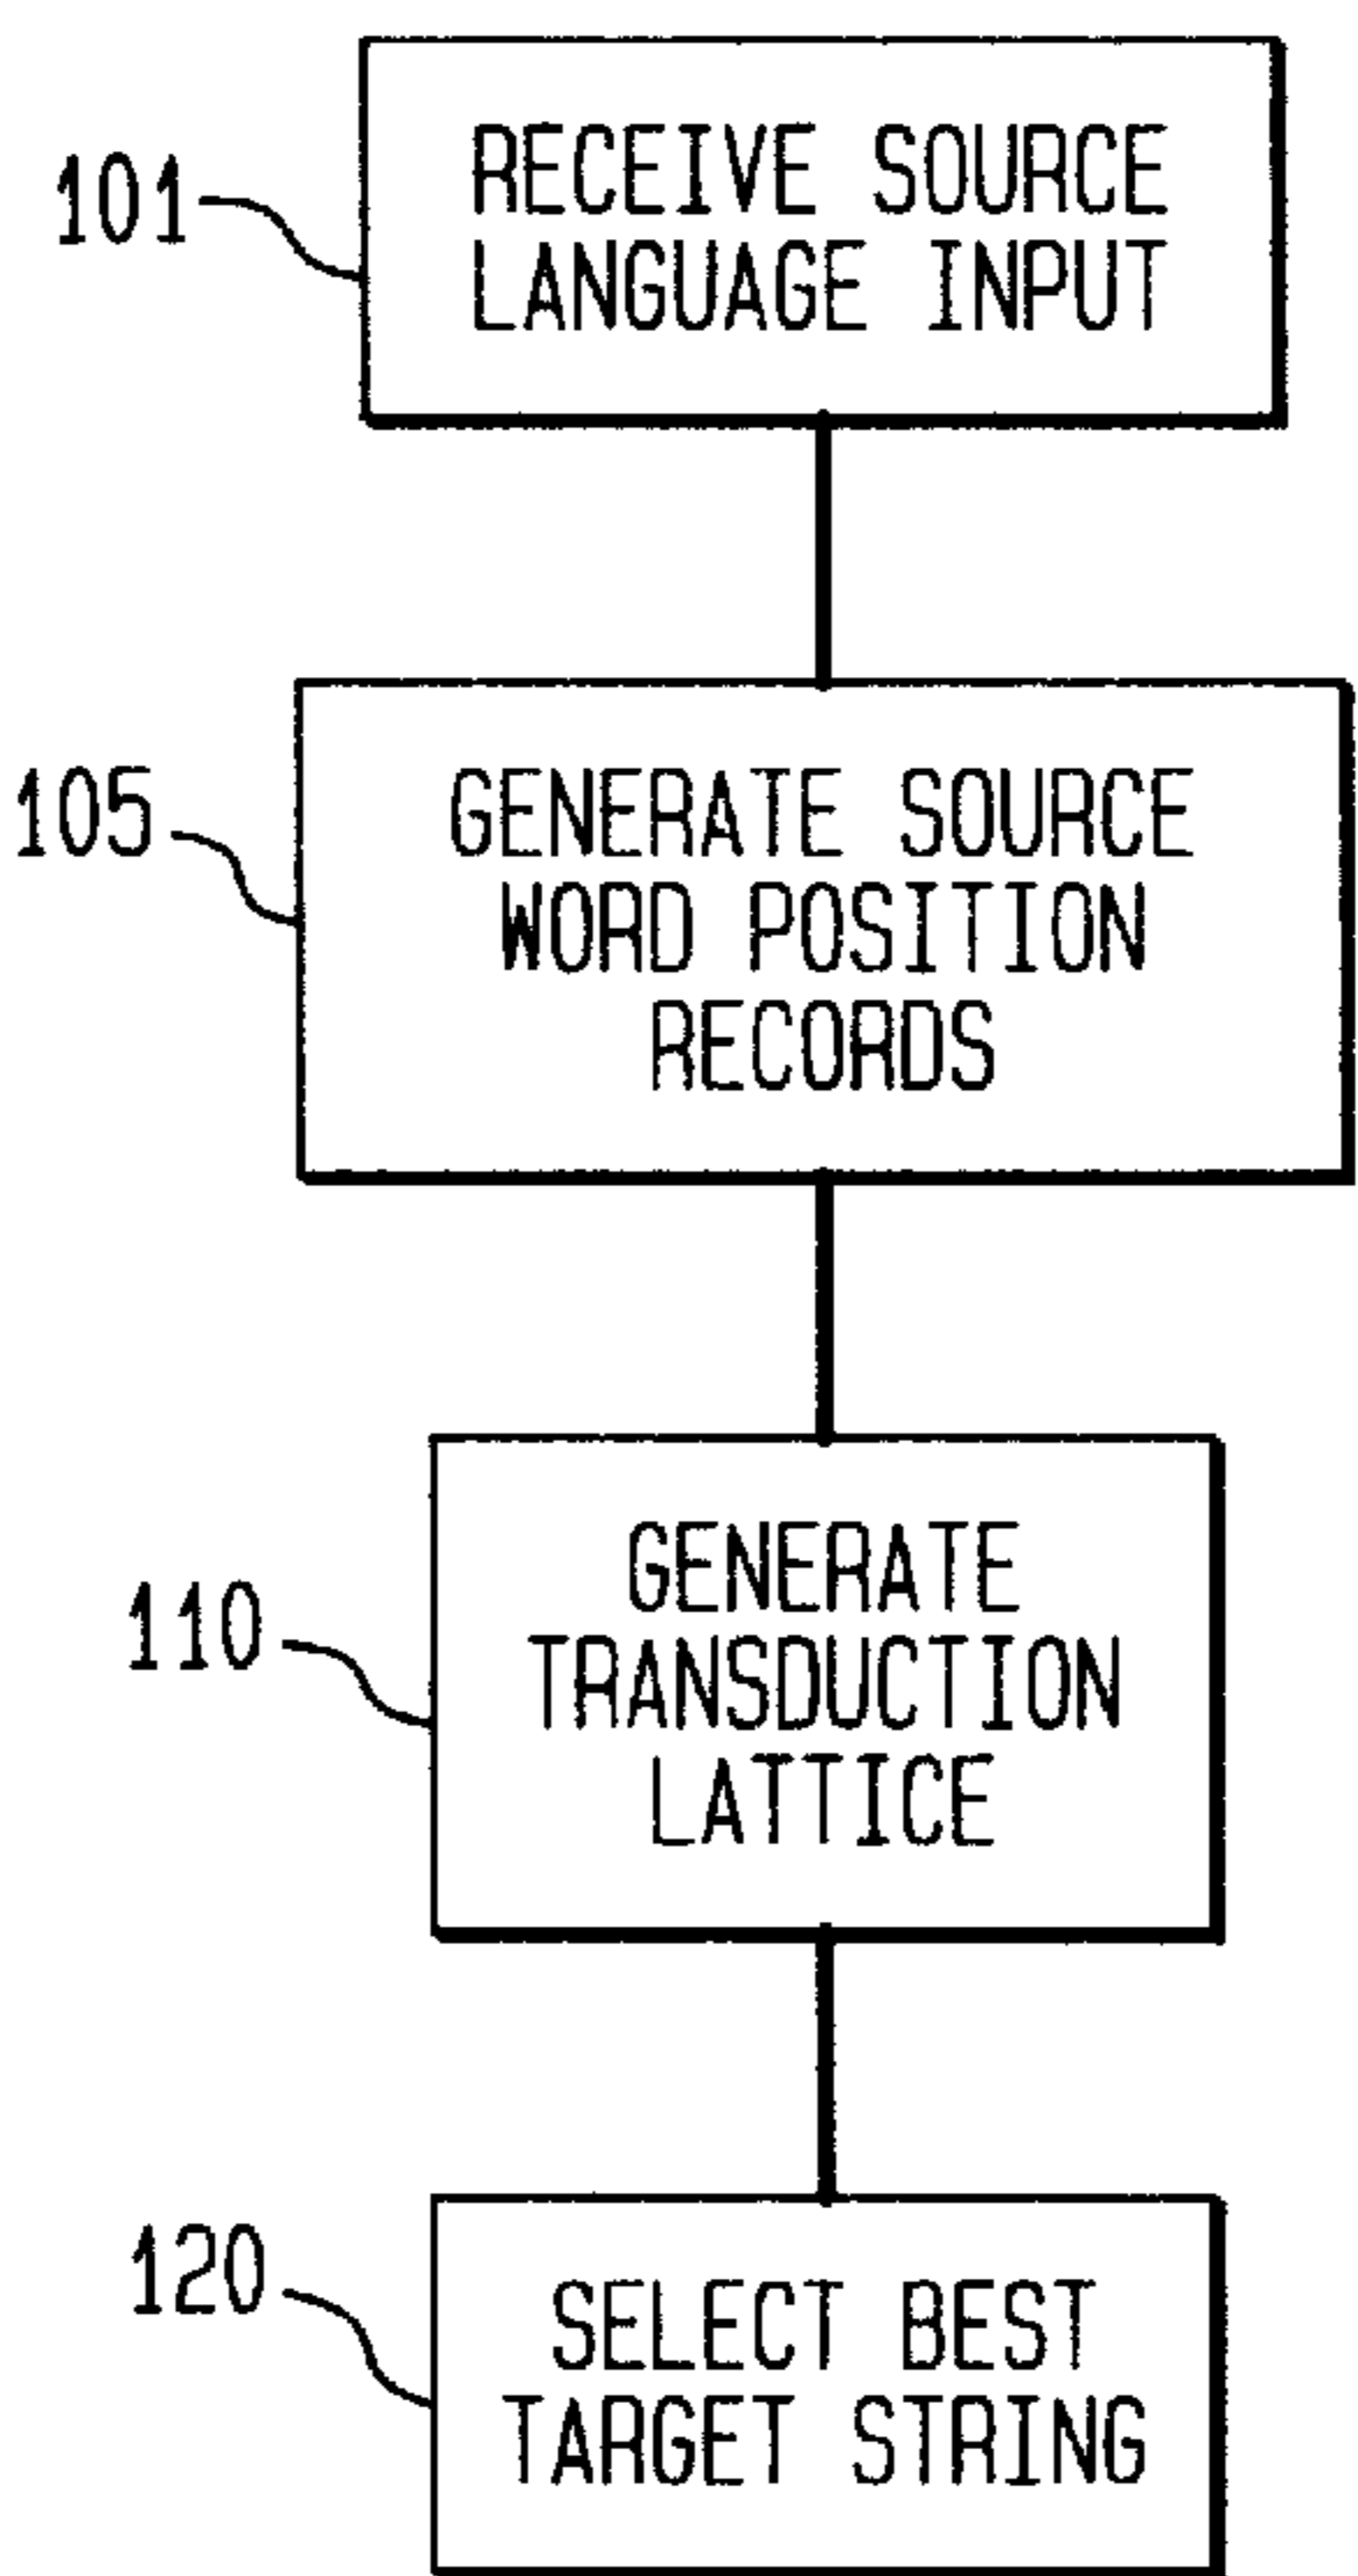 101
RECEIVE SOURCE
LANGUAGE INPUT
105
GENERATE SOURCE
WORD POSITION
RECORDS
110
GENERATE
TRANSDUCTION
LATTICE
120
SELECT BEST
TARGET STRING